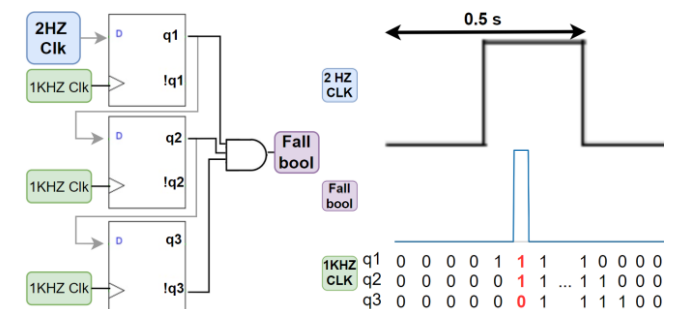 2HZ
Clk
D
q1
!q1
1KHZ Clk
D
q2
!q2
1KHZ Clk
D
q3
!q3
1KHZ Clk
Fall
bool
0.5 s
2 HZ
CLK
Fall
bool
1KHZ
CLK
q1 0 0 0 0 1 1 1 1 0 0 0 0
q2 0 0 0 0 0 1 1 ... 1 1 0 0 0
q3 0 0 0 0 0 0 1 1 1 1 0 0